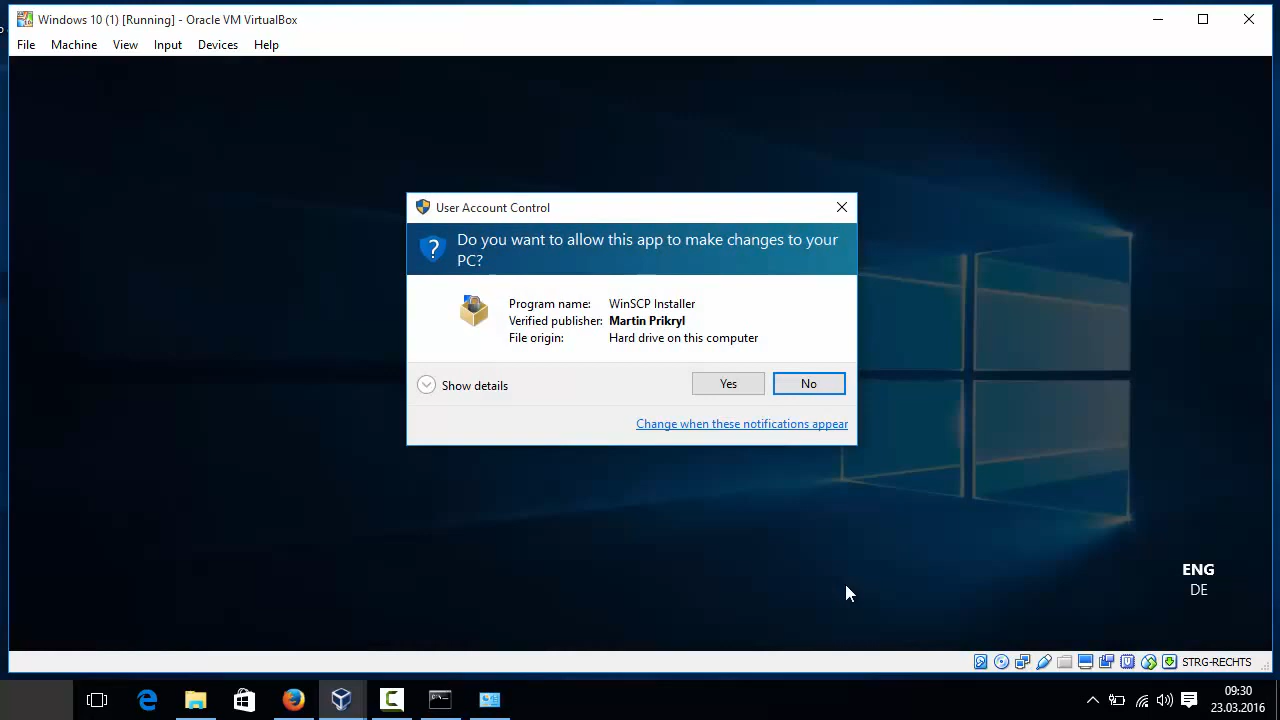 Windows 10 (1) [Running] - Oracle VM VirtualBox
File Machine View Input Devices Help
User Account Control
Do you want to allow this app to make changes to your
PC?
Program name: WinSCP Installer
Verified publisher: Martin Prikryl
File origin: Hard drive on this computer
Show details
Yes
No
Change when these notifications appear
ENG
DE
STRG-RECHTS
09:30
23.03.2016